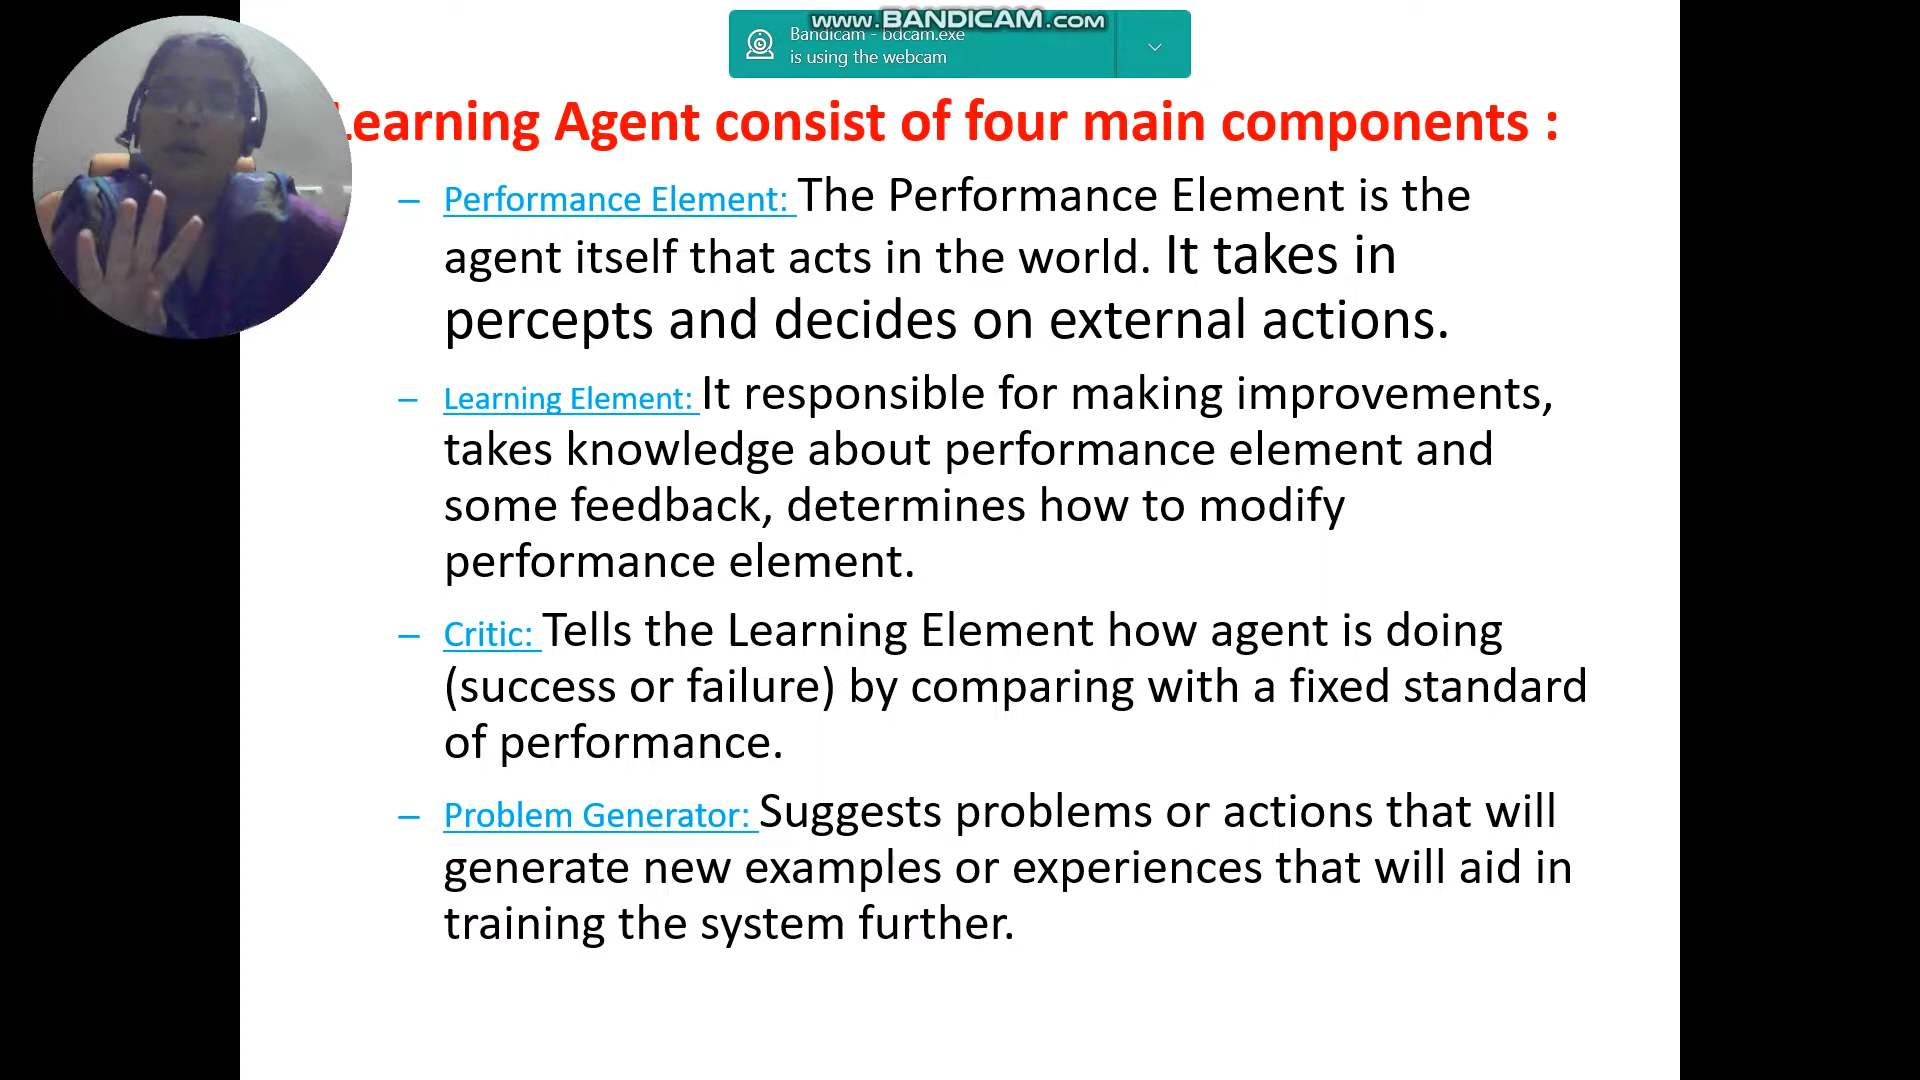 www.BANDICAM.com
Bandicam - bdcam.exe
is using the webcam
Learning Agent consist of four main components :
– Performance Element: The Performance Element is the
agent itself that acts in the world. It takes in
percepts and decides on external actions.
– Learning Element: It responsible for making improvements,
takes knowledge about performance element and
some feedback, determines how to modify
performance element.
– Critic: Tells the Learning Element how agent is doing
(success or failure) by comparing with a fixed standard
of performance.
– Problem Generator: Suggests problems or actions that will
generate new examples or experiences that will aid in
training the system further.